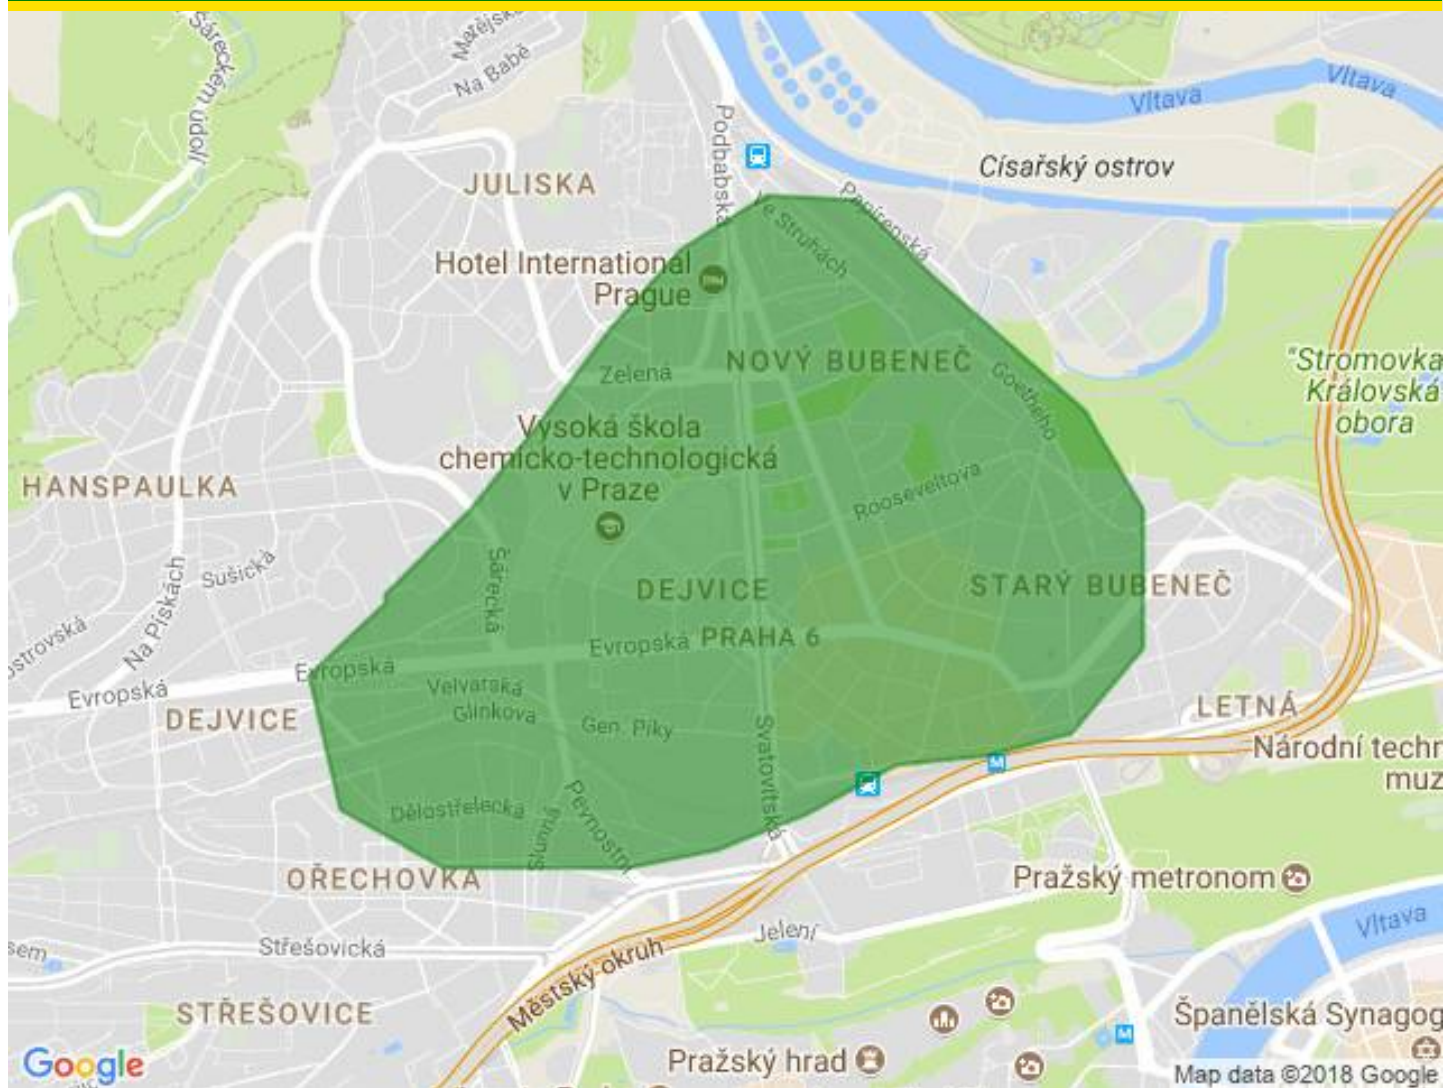 Šáreckém údolí
Matějská
Na Babě
Vltava
Vltava
Podbabská
Císařský ostrov
JULISKA
Ve Struhách
Papírenská
Hotel International
Prague
NOVÝ BUBENEČ
Zelená
Goetheho
"Stromovka
Královská
obora
Vysoká škola
chemicko-technologická
v Praze
HANSPAULKA
Rooseveltova
Sušická
Šárecká
DEJVICE
STARÝ BUBENEČ
Na Pískách
ostrovská
Evropská
PRAHA 6
Evropská
Evropská
Velvarská
Glinkova
Gen. Píky
DEJVICE
LETNÁ
Svatovítská
Národní techn
muz
M
Dělostřelecká
Slunná
Pevnostní
OŘECHOVKA
Pražský metronom
Vltava
Jelení
Střešovická
sem
Městský okruh
STŘEŠOVICE
Španělská Synagog
M
Pražský hrad
Google
Map data ©2018 Google